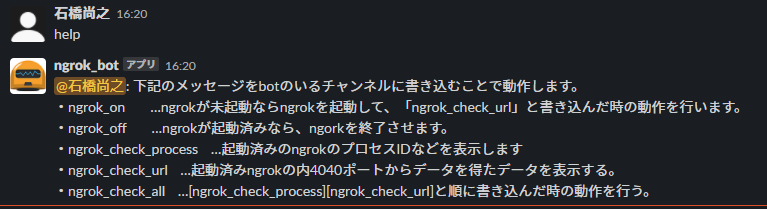 石橋尚之 16:20
help
ngrok_bot アプリ 16:20
@石橋尚之: 下記のメッセージをbotのいるチャンネルに書き込むことで動作します。
・ngrok_on　　…ngrokが未起動ならngrokを起動して、「ngrok_check_url」と書き込んだ時の動作を行います。
・ngrok_off　　…ngrokが起動済みなら、ngorkを終了させます。
・ngrok_check_process　…起動済みのngrokのプロセスIDなどを表示します
・ngrok_check_url　…起動済みngrokの内4040ポートからデータを得たデータを表示する。
・ngrok_check_all　…[ngrok_check_process][ngrok_check_url]と順に書き込んだ時の動作を行う。